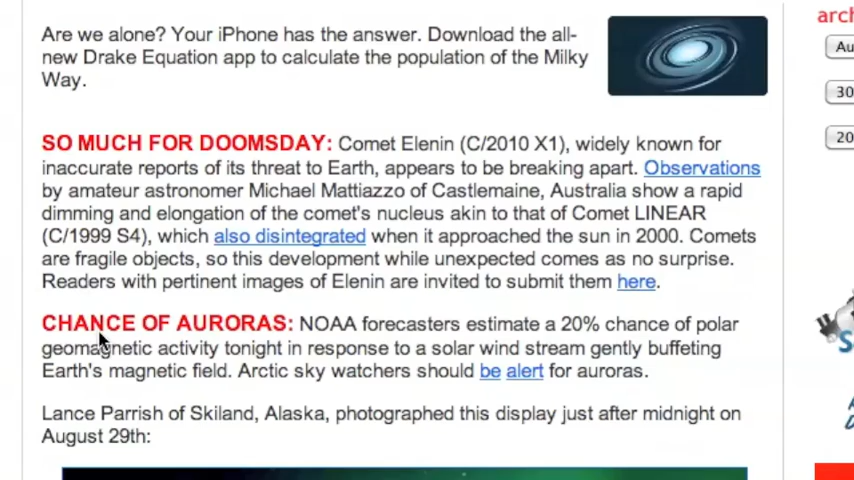 Are we alone? Your iPhone has the answer. Download the all-
new Drake Equation app to calculate the population of the Milky
Way.
SO MUCH FOR DOOMSDAY: Comet Elenin (C/2010 X1), widely known for
inaccurate reports of its threat to Earth, appears to be breaking apart. Observations
by amateur astronomer Michael Mattiazzo of Castlemaine, Australia show a rapid
dimming and elongation of the comet's nucleus akin to that of Comet LINEAR
(C/1999 S4), which also disintegrated when it approached the sun in 2000. Comets
are fragile objects, so this development while unexpected comes as no surprise.
Readers with pertinent images of Elenin are invited to submit them here.
CHANCE OF AURORAS: NOAA forecasters estimate a 20% chance of polar
geomagnetic activity tonight in response to a solar wind stream gently buffeting
Earth's magnetic field. Arctic sky watchers should be alert for auroras.
Lance Parrish of Skiland, Alaska, photographed this display just after midnight on
August 29th:
arch
Au
30
20